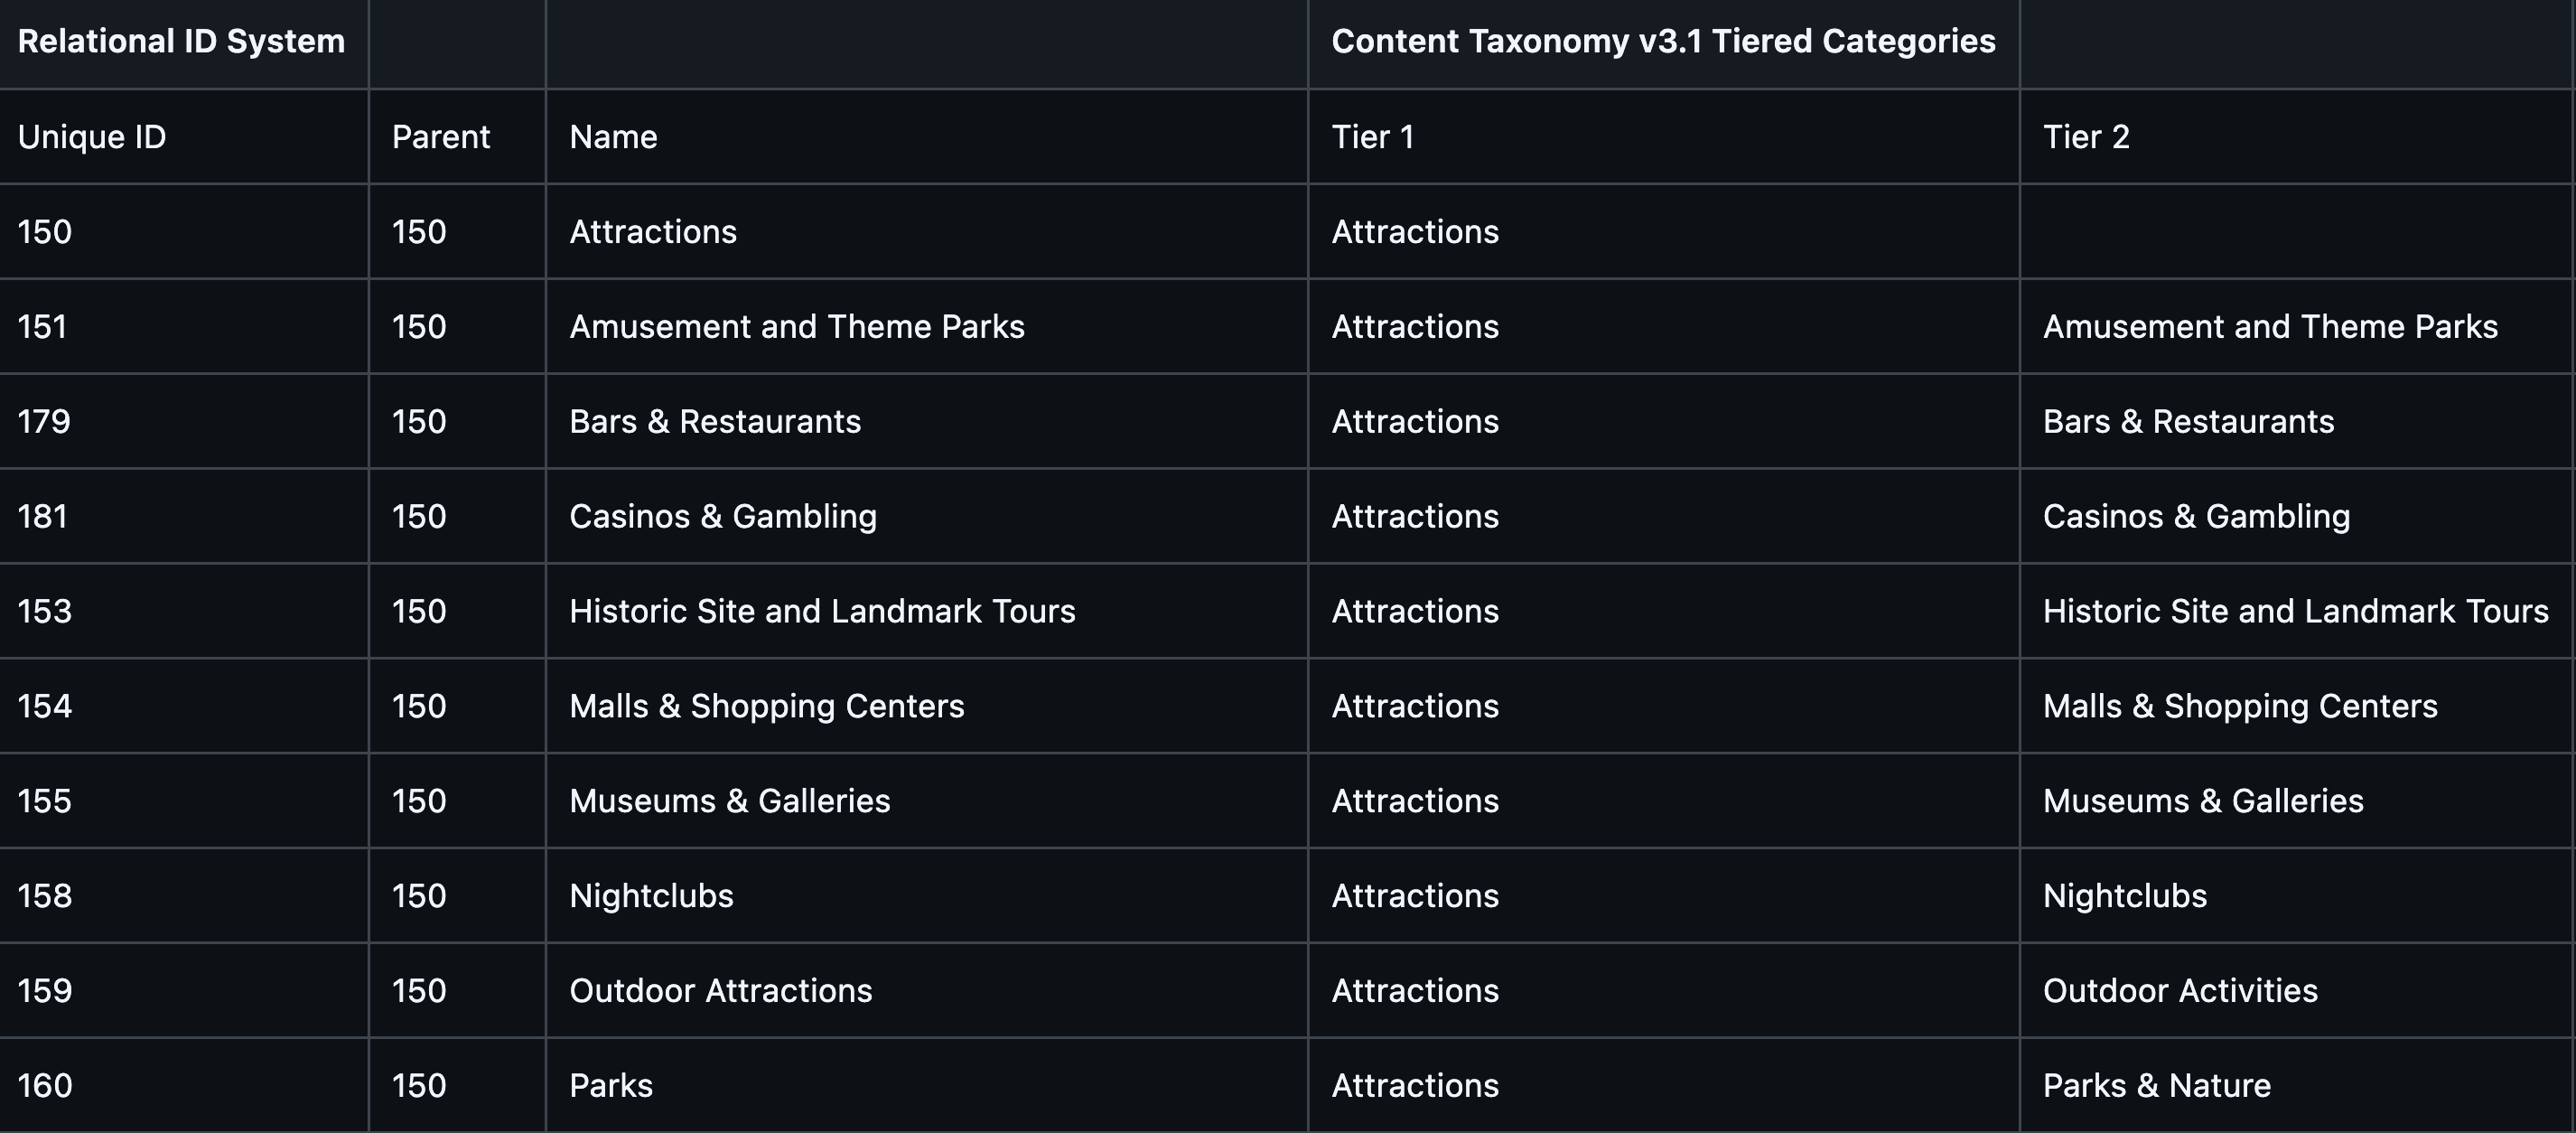 Relational ID System Content Taxonomy v3.1 Tiered Categories
Unique ID Parent Name Tier 1 Tier 2
150 150 Attractions Attractions
151 150 Amusement and Theme Parks Attractions Amusement and Theme Parks
179 150 Bars & Restaurants Attractions Bars & Restaurants
181 150 Casinos & Gambling Attractions Casinos & Gambling
153 150 Historic Site and Landmark Tours Attractions Historic Site and Landmark Tours
154 150 Malls & Shopping Centers Attractions Malls & Shopping Centers
155 150 Museums & Galleries Attractions Museums & Galleries
158 150 Nightclubs Attractions Nightclubs
159 150 Outdoor Attractions Attractions Outdoor Activities
160 150 Parks Attractions Parks & Nature